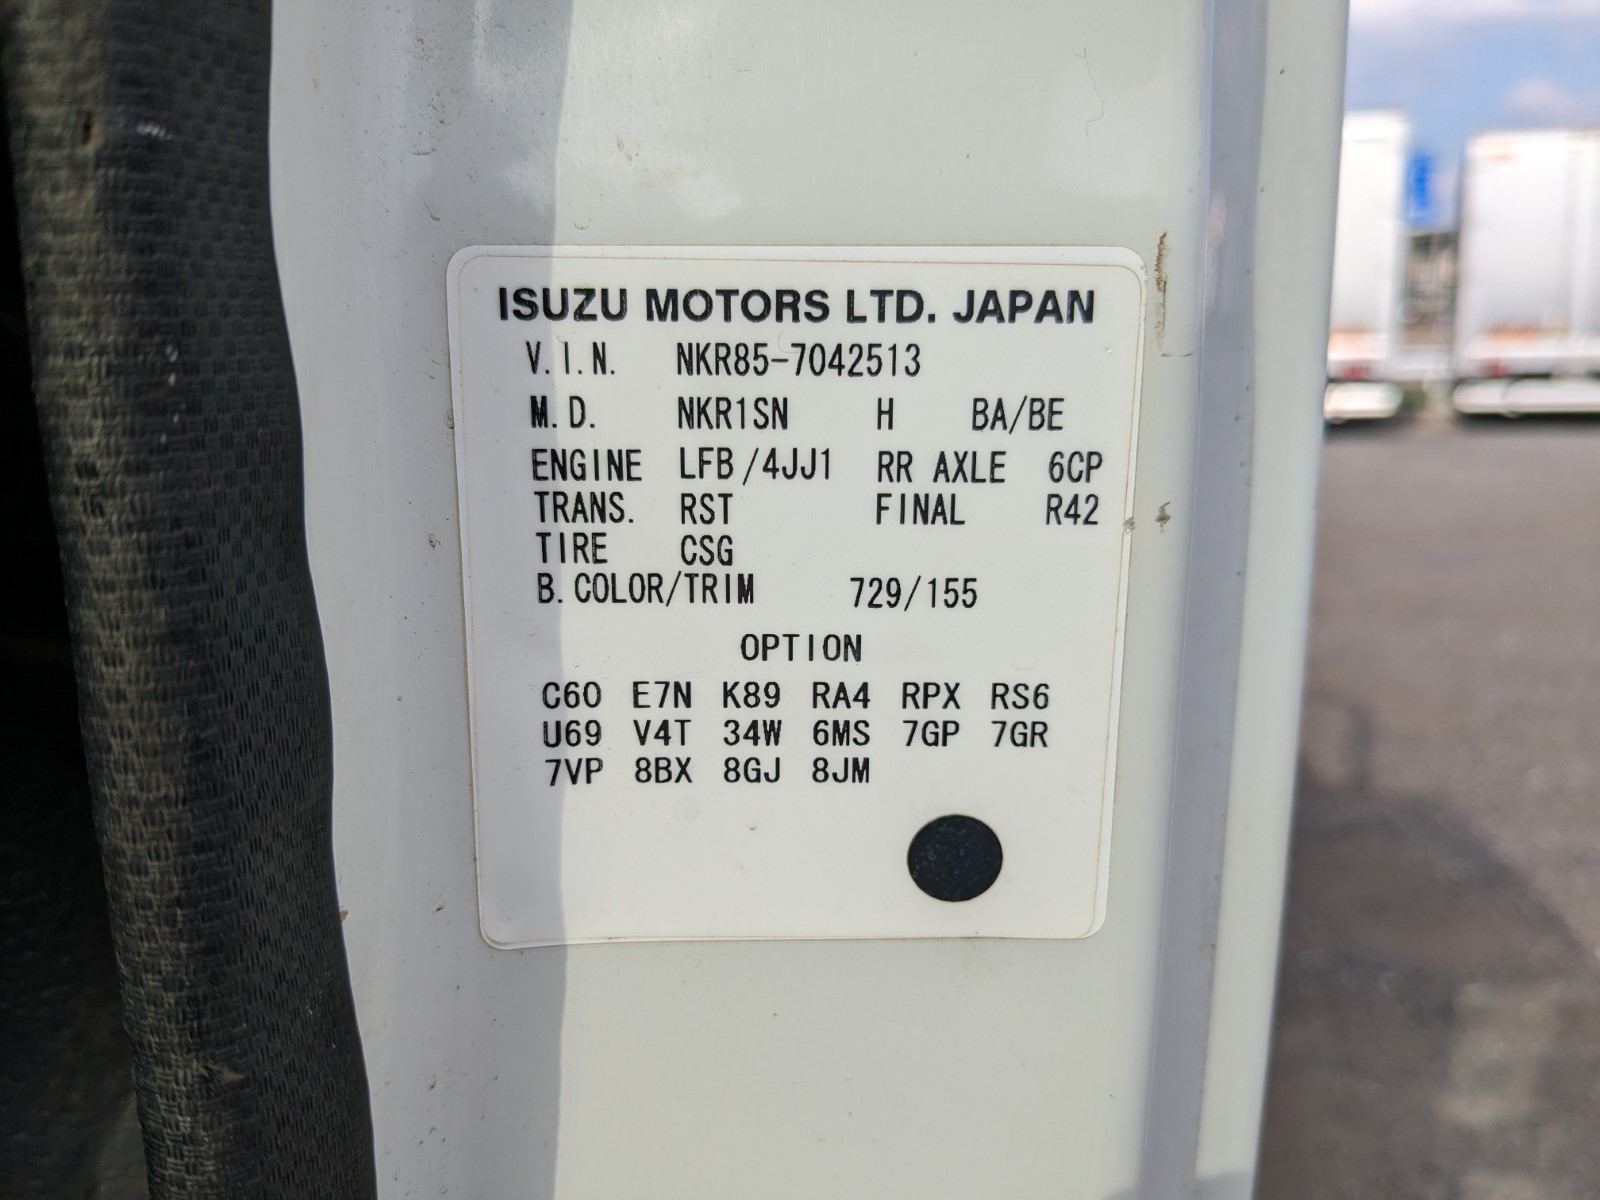 ISUZU MOTORS LTD. JAPAN
V.I.N. NKR85-7042513
M.D. NKR1SN H BA/BE
ENGINE LFB/4JJ1 RR AXLE 6CP
TRANS. RST FINAL R42
TIRE CSG
B.COLOR/TRIM 729/155
OPTION
C60 E7N K89 RA4 RPX RS6
U69 V4T 34W 6MS 7GP 7GR
7VP 8BX 8GJ 8JM